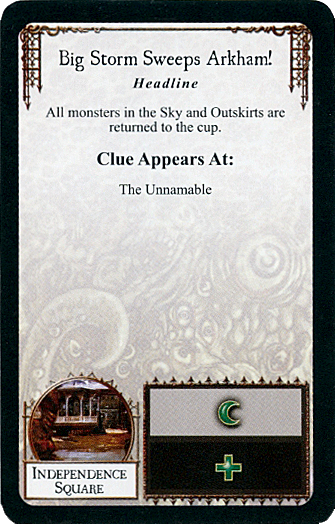 Big Storm Sweeps Arkham!
Headline
All monsters in the Sky and Outskirts are
returned to the cup.
Clue Appears At:
The Unnamable
INDEPENDENCE
SQUARE